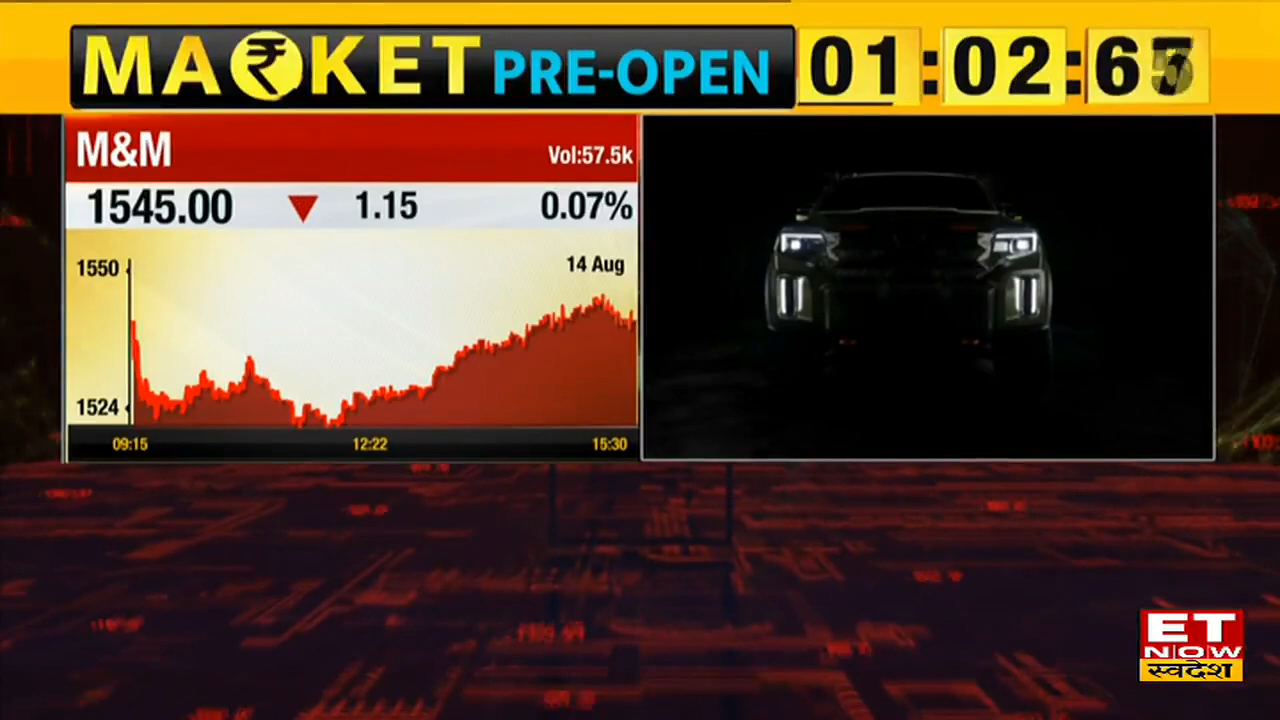 MA₹KET PRE-OPEN 01:02:6
M&M
Vol:57.5k
1545.00 ▼ 1.15 0.07%
1550
14 Aug
1524
09:15 12:22 15:30
ET
NOW
स्वदेश